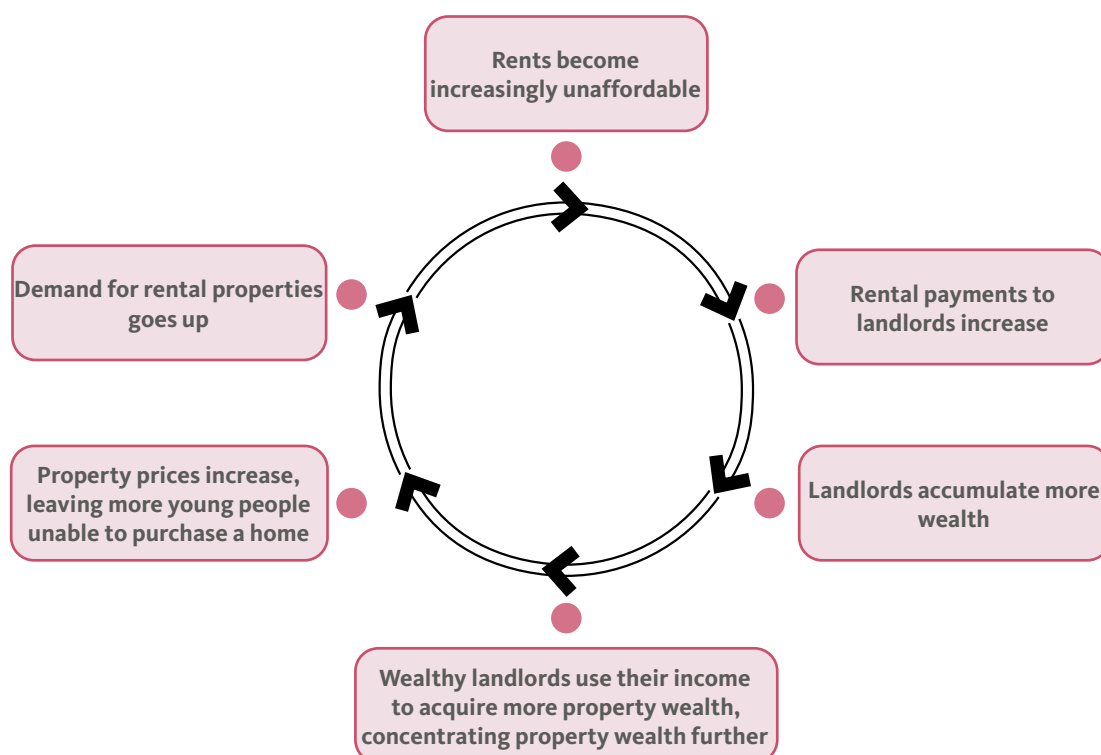 Rents become
increasingly unaffordable
Rental payments to
landlords increase
Landlords accumulate more
wealth
Wealthy landlords use their income
to acquire more property wealth,
concentrating property wealth further
Property prices increase,
leaving more young people
unable to purchase a home
Demand for rental properties
goes up